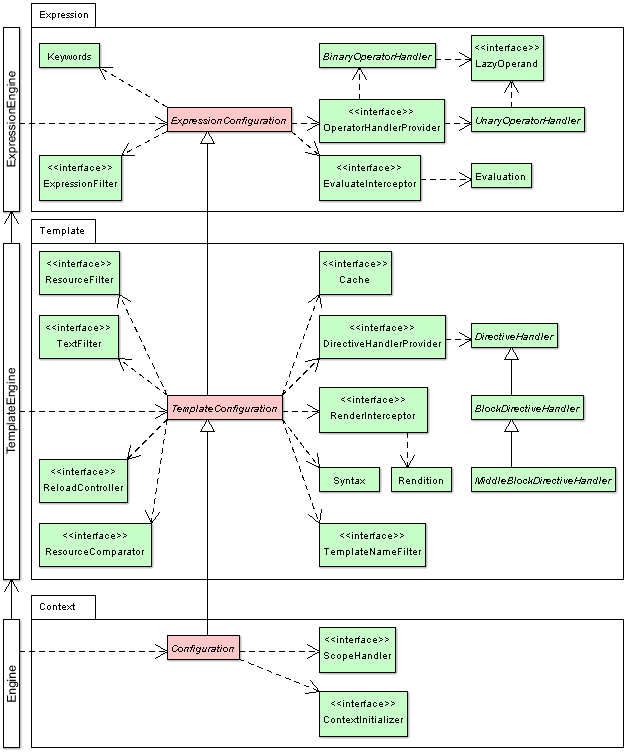 Expression
ExpressionEngine
Keywords
BinaryOperatorHandler
<<interface>>
LazyOperand
ExpressionConfiguration
<<interface>>
OperatorHandlerProvider
UnaryOperatorHandler
<<interface>>
ExpressionFilter
<<interface>>
EvaluateInterceptor
Evaluation
Template
TemplateEngine
<<interface>>
ResourceFilter
<<interface>>
Cache
<<interface>>
TextFilter
<<interface>>
DirectiveHandlerProvider
DirectiveHandler
TemplateConfiguration
<<interface>>
RenderInterceptor
BlockDirectiveHandler
<<interface>>
ReloadController
Syntax
Rendition
MiddleBlockDirectiveHandler
<<interface>>
ResourceComparator
<<interface>>
TemplateNameFilter
Context
Engine
Configuration
<<interface>>
ScopeHandler
<<interface>>
ContextInitializer